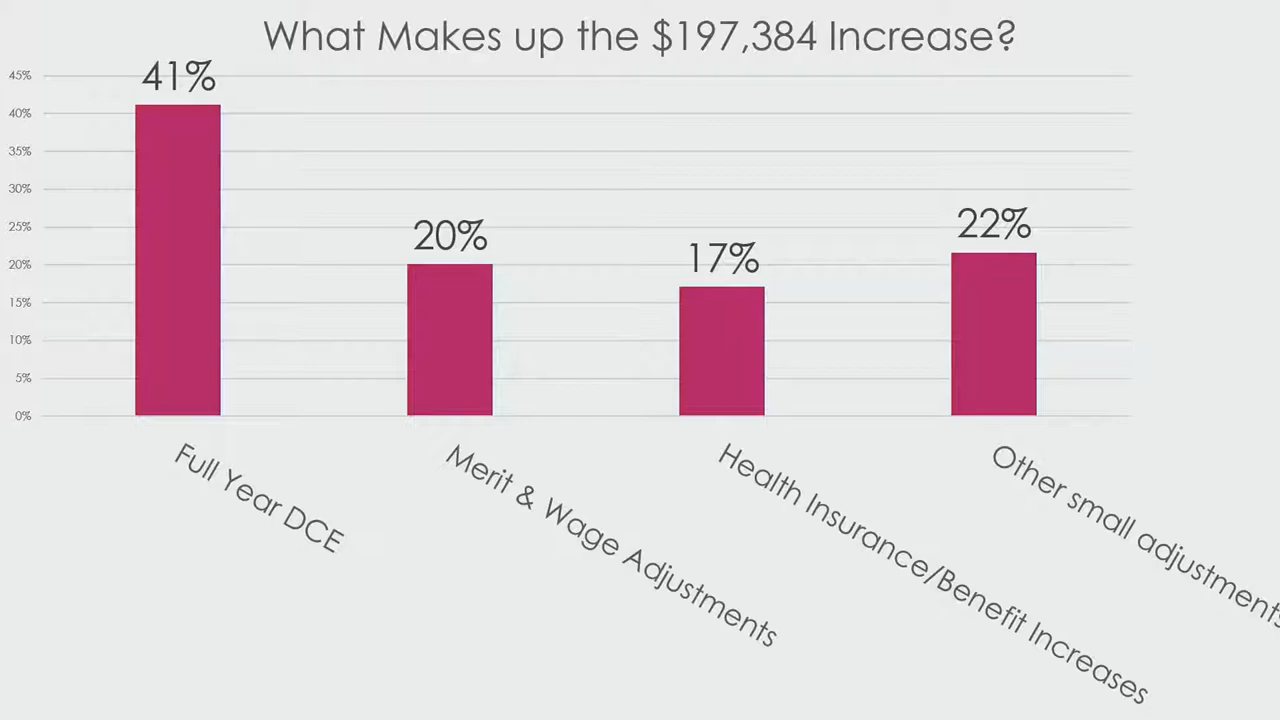 What Makes up the $197,384 Increase?
45%
40%
35%
30%
25%
20%
15%
10%
5%
0%
41%
20%
17%
22%
Full Year DCE
Merit & Wage Adjustments
Health Insurance/Benefit Increases
Other small adjustments